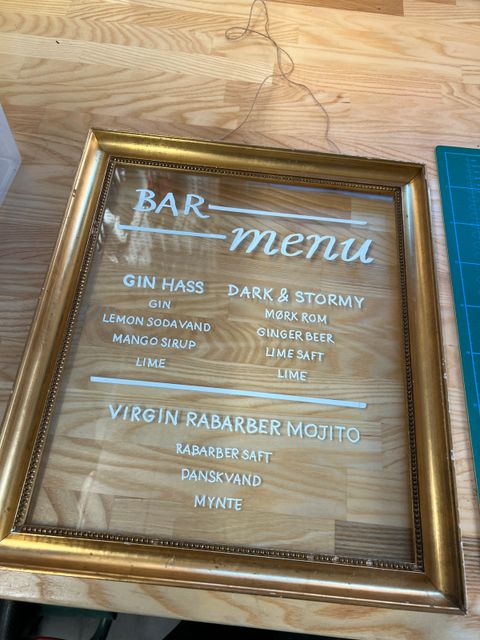 BAR
menu
GIN HASS
GIN
LEMON SODAVAND
MANGO SIRUP
LIME
DARK & STORMY
MØRK ROM
GINGER BEER
LIME SAFT
LIME
VIRGIN RABARBER MOJITO
RABARBER SAFT
DANSKVAND
MYNTE